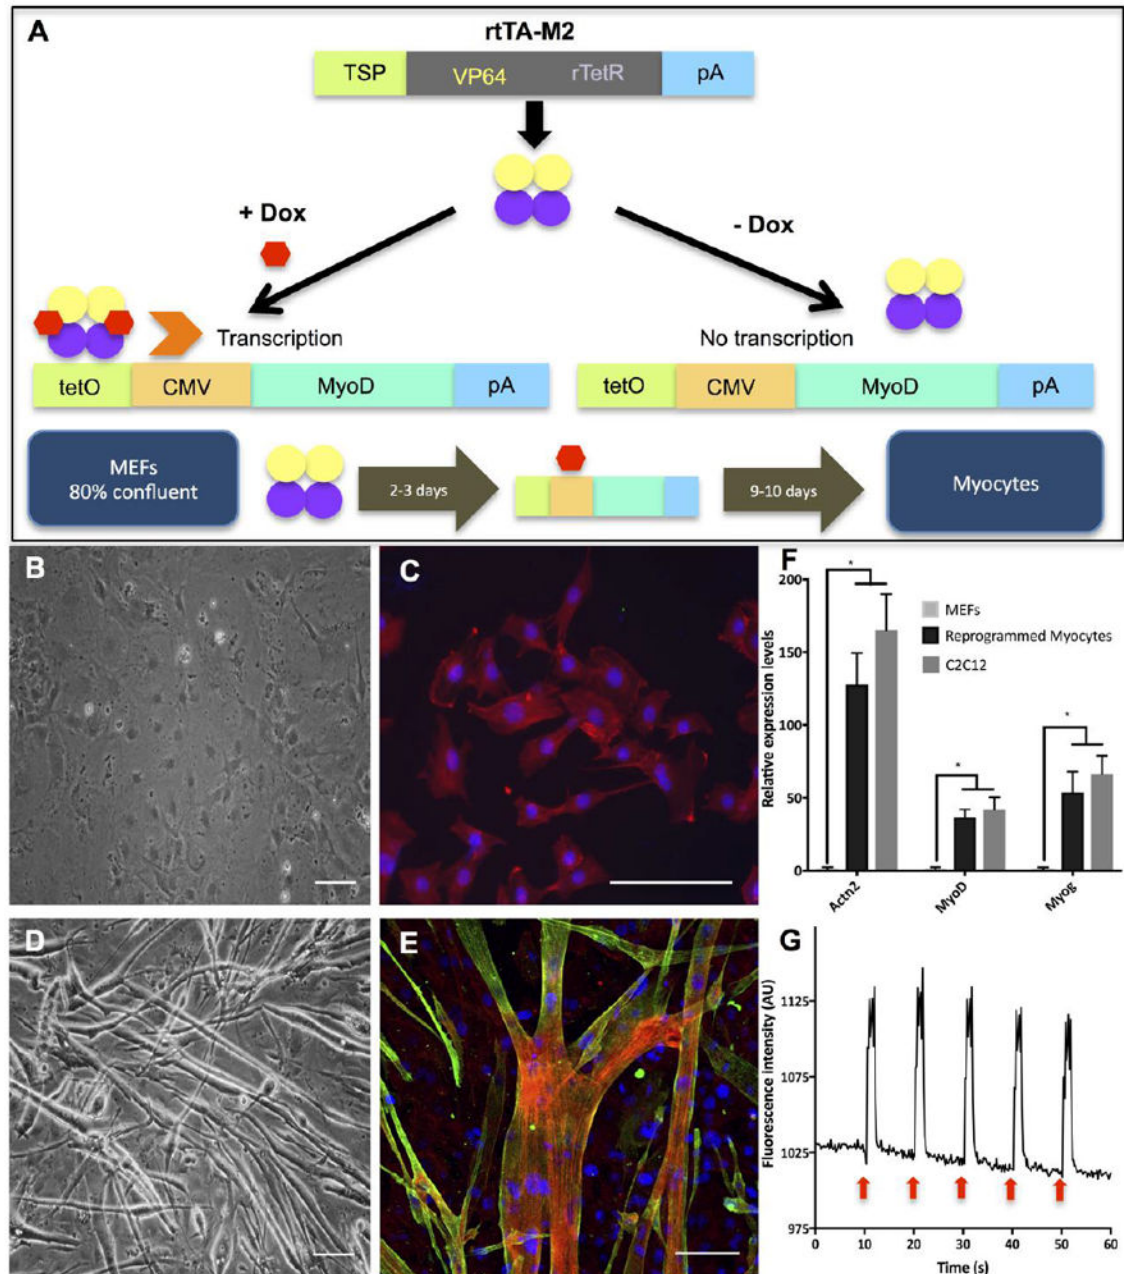 A
rtTA-M2
TSP
VP64
rTetR
pA
+ Dox
- Dox
Transcription
No transcription
tetO
CMV
MyoD
pA
tetO
CMV
MyoD
pA
MEFs
80% confluent
2-3 days
9-10 days
Myocytes
B
C
F
Relative expression levels
200
150
100
50
0
*
*
*
MEFs
Reprogrammed Myocytes
C2C12
Actn2
MyoD
Myog
D
E
G
Fluorescence intensity (AU)
1125
1075
1025
975
0
10
20
30
40
50
60
Time (s)